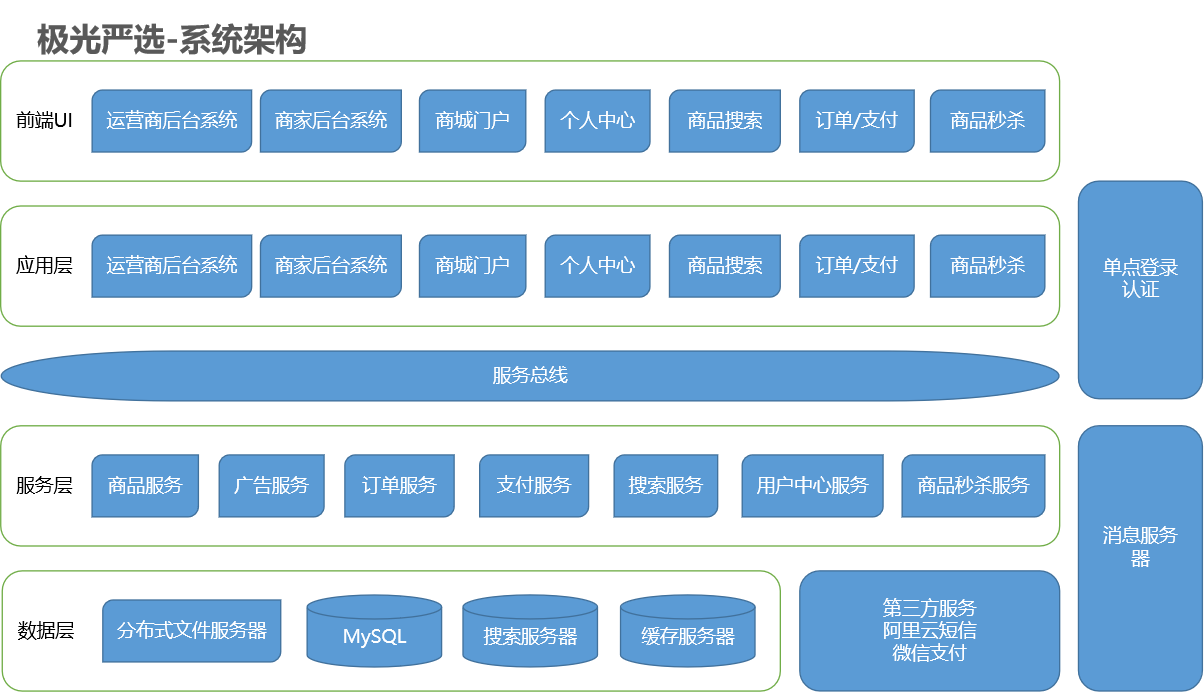 极光严选-系统架构
前端UI
运营商后台系统
商家后台系统
商城门户
个人中心
商品搜索
订单/支付
商品秒杀
应用层
运营商后台系统
商家后台系统
商城门户
个人中心
商品搜索
订单/支付
商品秒杀
单点登录
认证
服务总线
服务层
商品服务
广告服务
订单服务
支付服务
搜索服务
用户中心服务
商品秒杀服务
消息服务
器
数据层
分布式文件服务器
MySQL
搜索服务器
缓存服务器
第三方服务
阿里云短信
微信支付